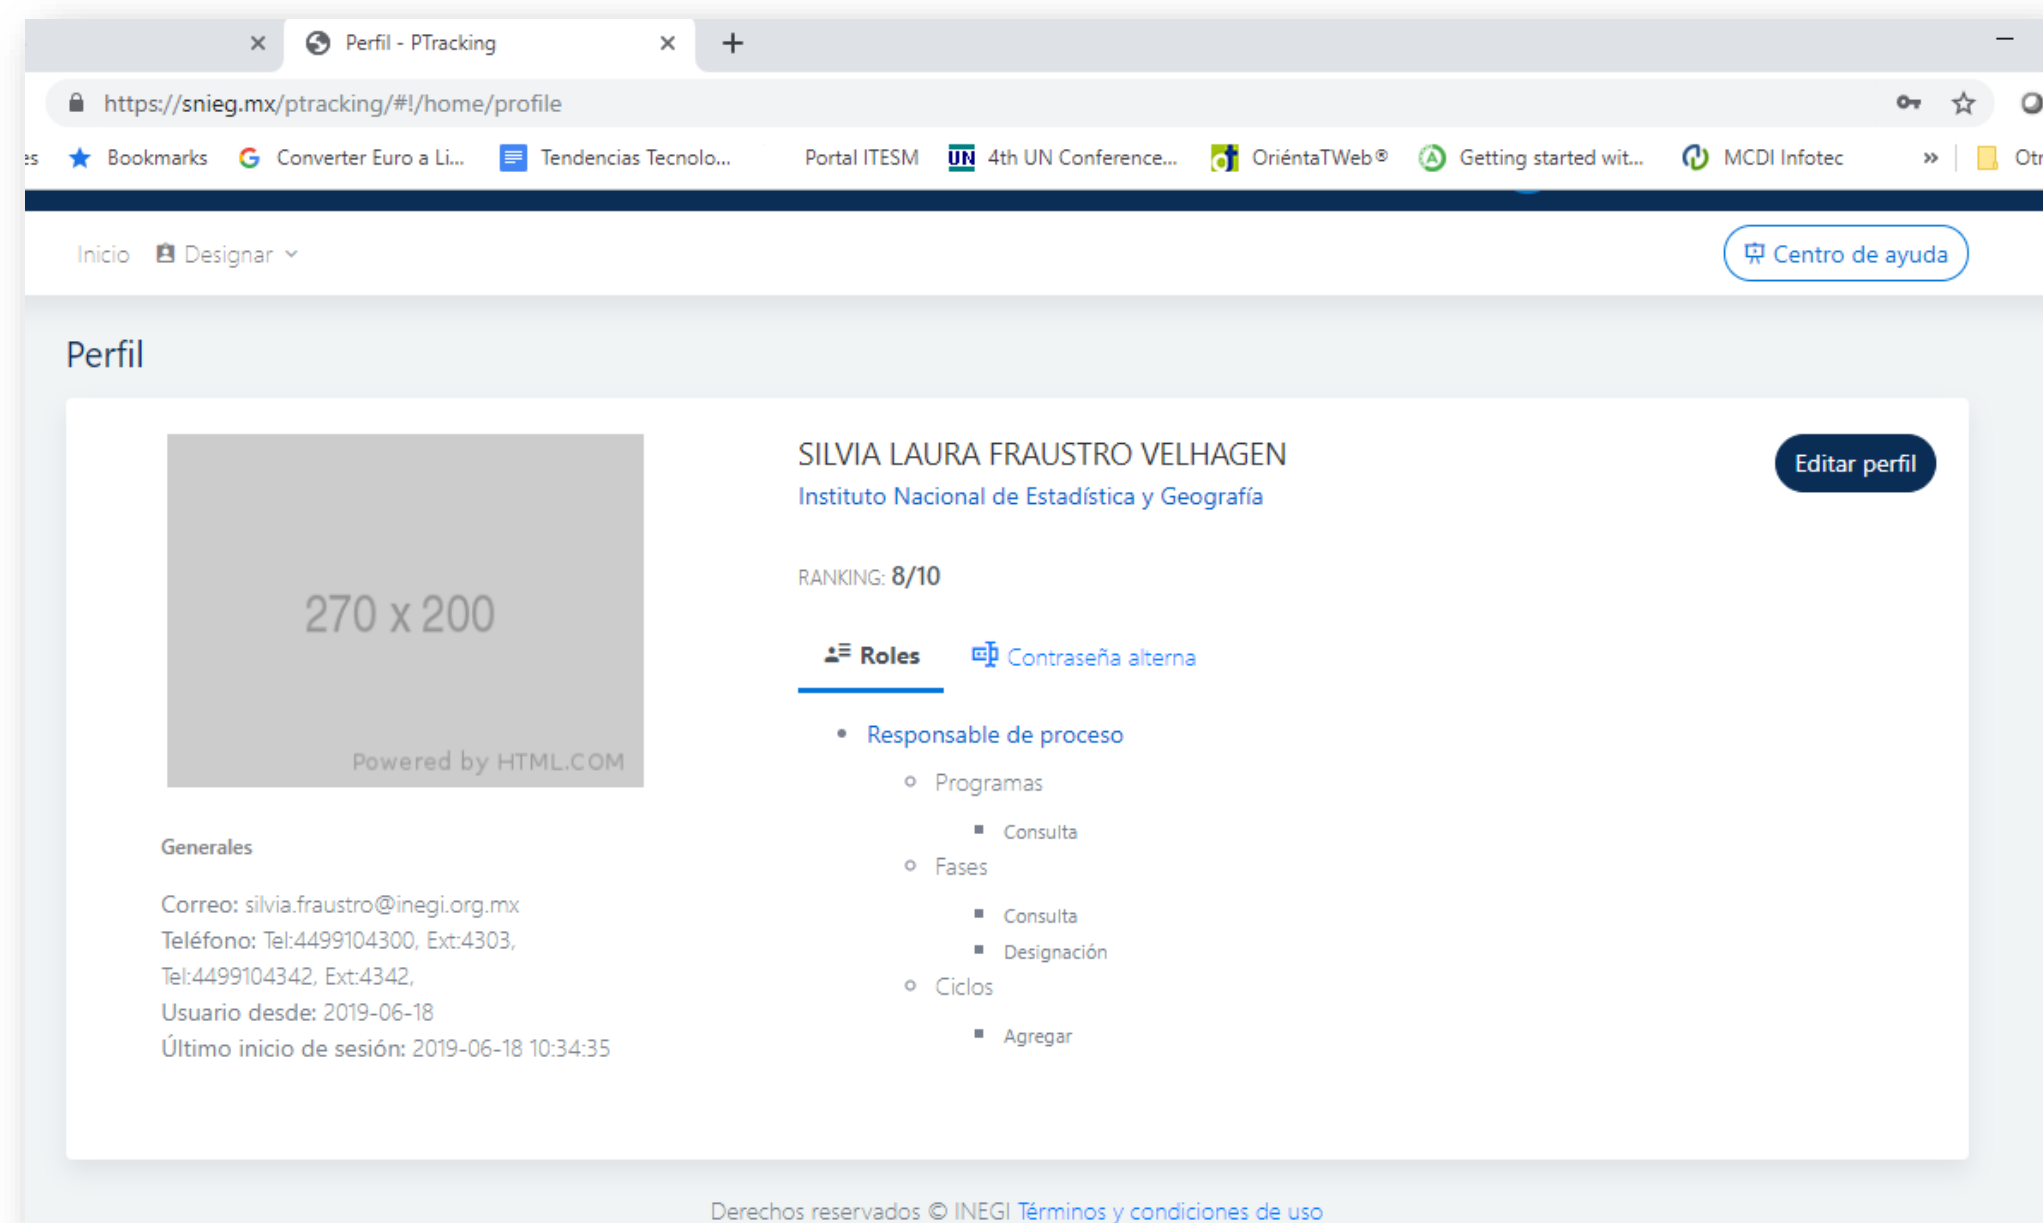 Perfil - PTracking
https://snieg.mx/ptracking/#!/home/profile
es Bookmarks Converter Euro a Li... Tendencias Tecnolo... Portal ITESM UN 4th UN Conference... ot OriéntaTWeb® Getting started wit... MCDI Infotec » Otr
Inicio Designar
Centro de ayuda
Perfil
270 x 200
Powered by HTML.COM
Generales
Correo: silvia.fraustro@inegi.org.mx
Teléfono: Tel:4499104300, Ext:4303,
Tel:4499104342, Ext:4342,
Usuario desde: 2019-06-18
Último inicio de sesión: 2019-06-18 10:34:35
SILVIA LAURA FRAUSTRO VELHAGEN
Instituto Nacional de Estadística y Geografía
Editar perfil
RANKING: 8/10
Roles Contraseña alterna
Responsable de proceso
Programas
Consulta
Fases
Consulta
Designación
Ciclos
Agregar
Derechos reservados © INEGI Términos y condiciones de uso